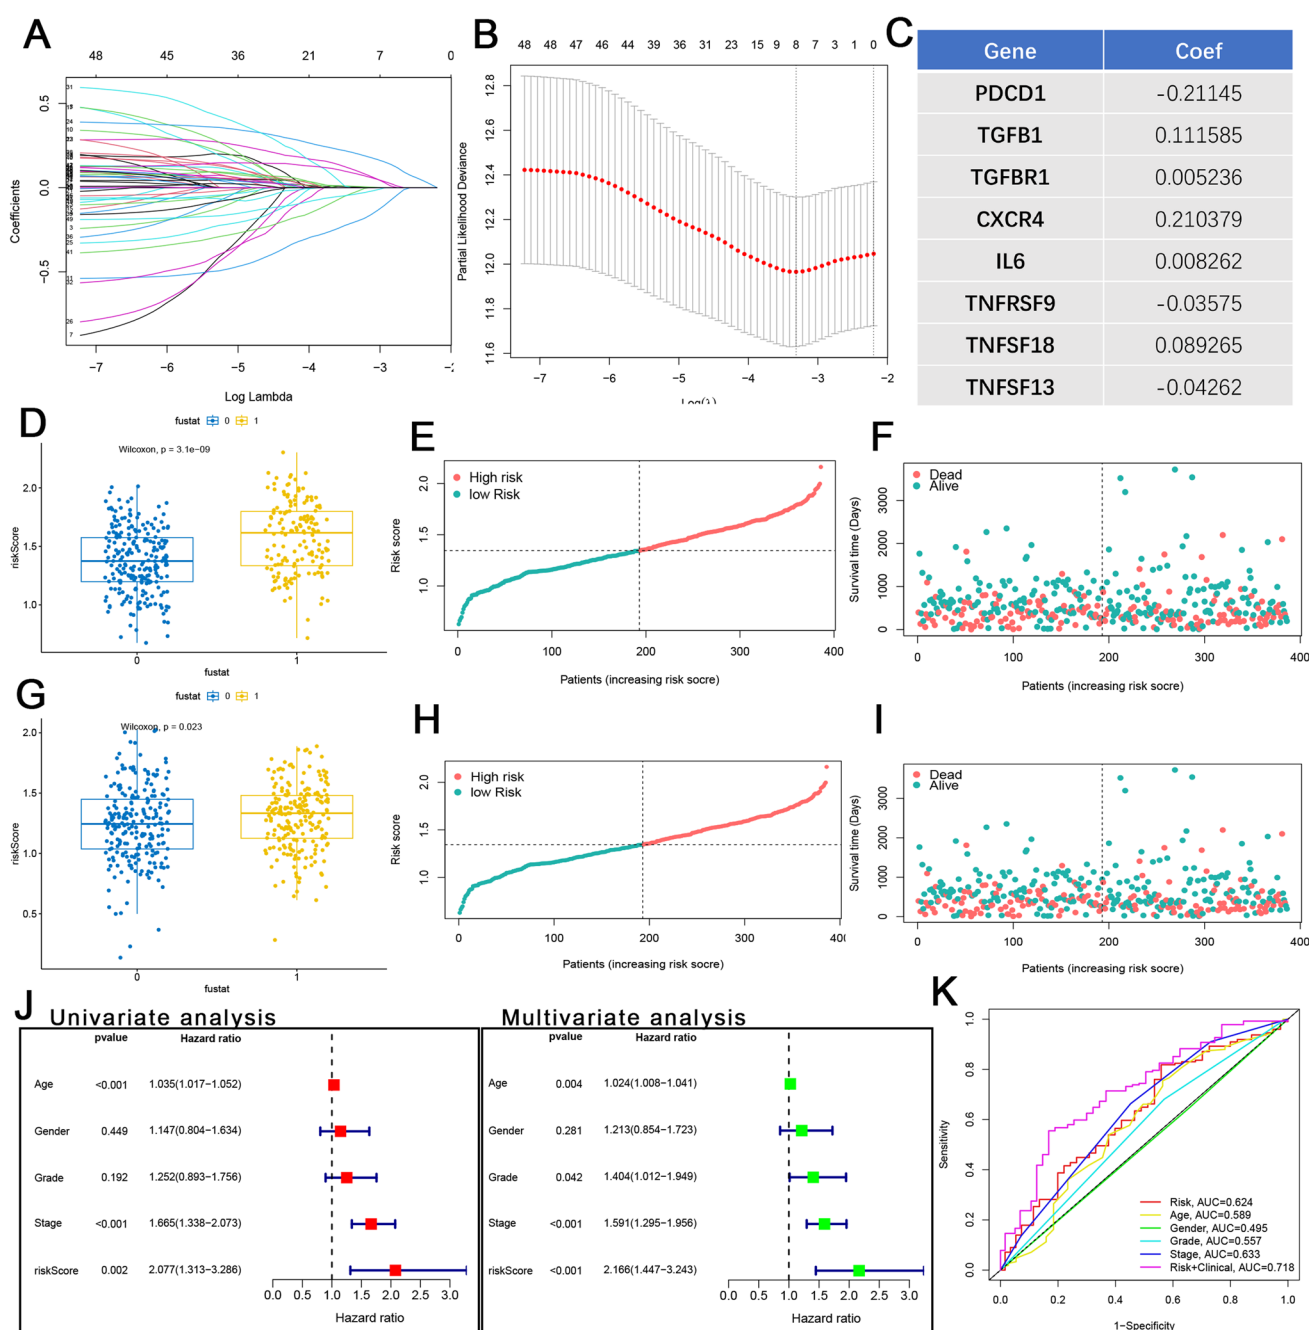 A
48 45 36 21 7 0
0.5
0.0
−0.5
Coefficients
31
24
10
49
3
36
25
41
26
7
−7 −6 −5 −4 −3
Log Lambda
B
48 48 47 46 44 39 36 31 23 15 9 8 7 3 1 0
12.8
12.6
12.4
12.2
12.0
11.8
11.6
Partial Likelihood Deviance
−7 −6 −5 −4 −3 −2
Log(λ)
C
Gene Coef
PDCD1 -0.21145
TGFB1 0.111585
TGFBR1 0.005236
CXCR4 0.210379
IL6 0.008262
TNFRSF9 -0.03575
TNFSF18 0.089265
TNFSF13 -0.04262
D
fustat 0 1
Wilcoxon, p = 3.1e−09
2.0
1.5
1.0
riskScore
0 1
fustat
E
High risk
low Risk
2.0
1.5
1.0
Risk score
0 100 200 300 400
Patients (increasing risk socre)
F
Dead
Alive
3000
2000
1000
0
Survival time (Days)
0 100 200 300 400
Patients (increasing risk socre)
G
fustat 0 1
Wilcoxon, p = 0.023
2.0
1.5
1.0
0.5
riskScore
0 1
fustat
H
High risk
low Risk
2.0
1.5
1.0
Risk score
0 100 200 300 400
Patients (increasing risk socre)
I
Dead
Alive
3000
2000
1000
0
Survival time (Days)
0 100 200 300 400
Patients (increasing risk socre)
J
Univariate analysis
pvalue Hazard ratio
Age <0.001 1.035(1.017−1.052)
Gender 0.449 1.147(0.804−1.634)
Grade 0.192 1.252(0.893−1.756)
Stage <0.001 1.665(1.338−2.073)
riskScore 0.002 2.077(1.313−3.286)
0.0 0.5 1.0 1.5 2.0 2.5 3.0
Hazard ratio
Multivariate analysis
pvalue Hazard ratio
Age 0.004 1.024(1.008−1.041)
Gender 0.281 1.213(0.854−1.723)
Grade 0.042 1.404(1.012−1.949)
Stage <0.001 1.591(1.295−1.956)
riskScore <0.001 2.166(1.447−3.243)
0.0 0.5 1.0 1.5 2.0 2.5 3.0
Hazard ratio
K
1.0
0.8
0.6
0.4
0.2
0.0
Sensitivity
Risk, AUC=0.624
Age, AUC=0.589
Gender, AUC=0.495
Grade, AUC=0.557
Stage, AUC=0.633
Risk+Clinical, AUC=0.718
0.0 0.2 0.4 0.6 0.8 1.0
1−Specificity